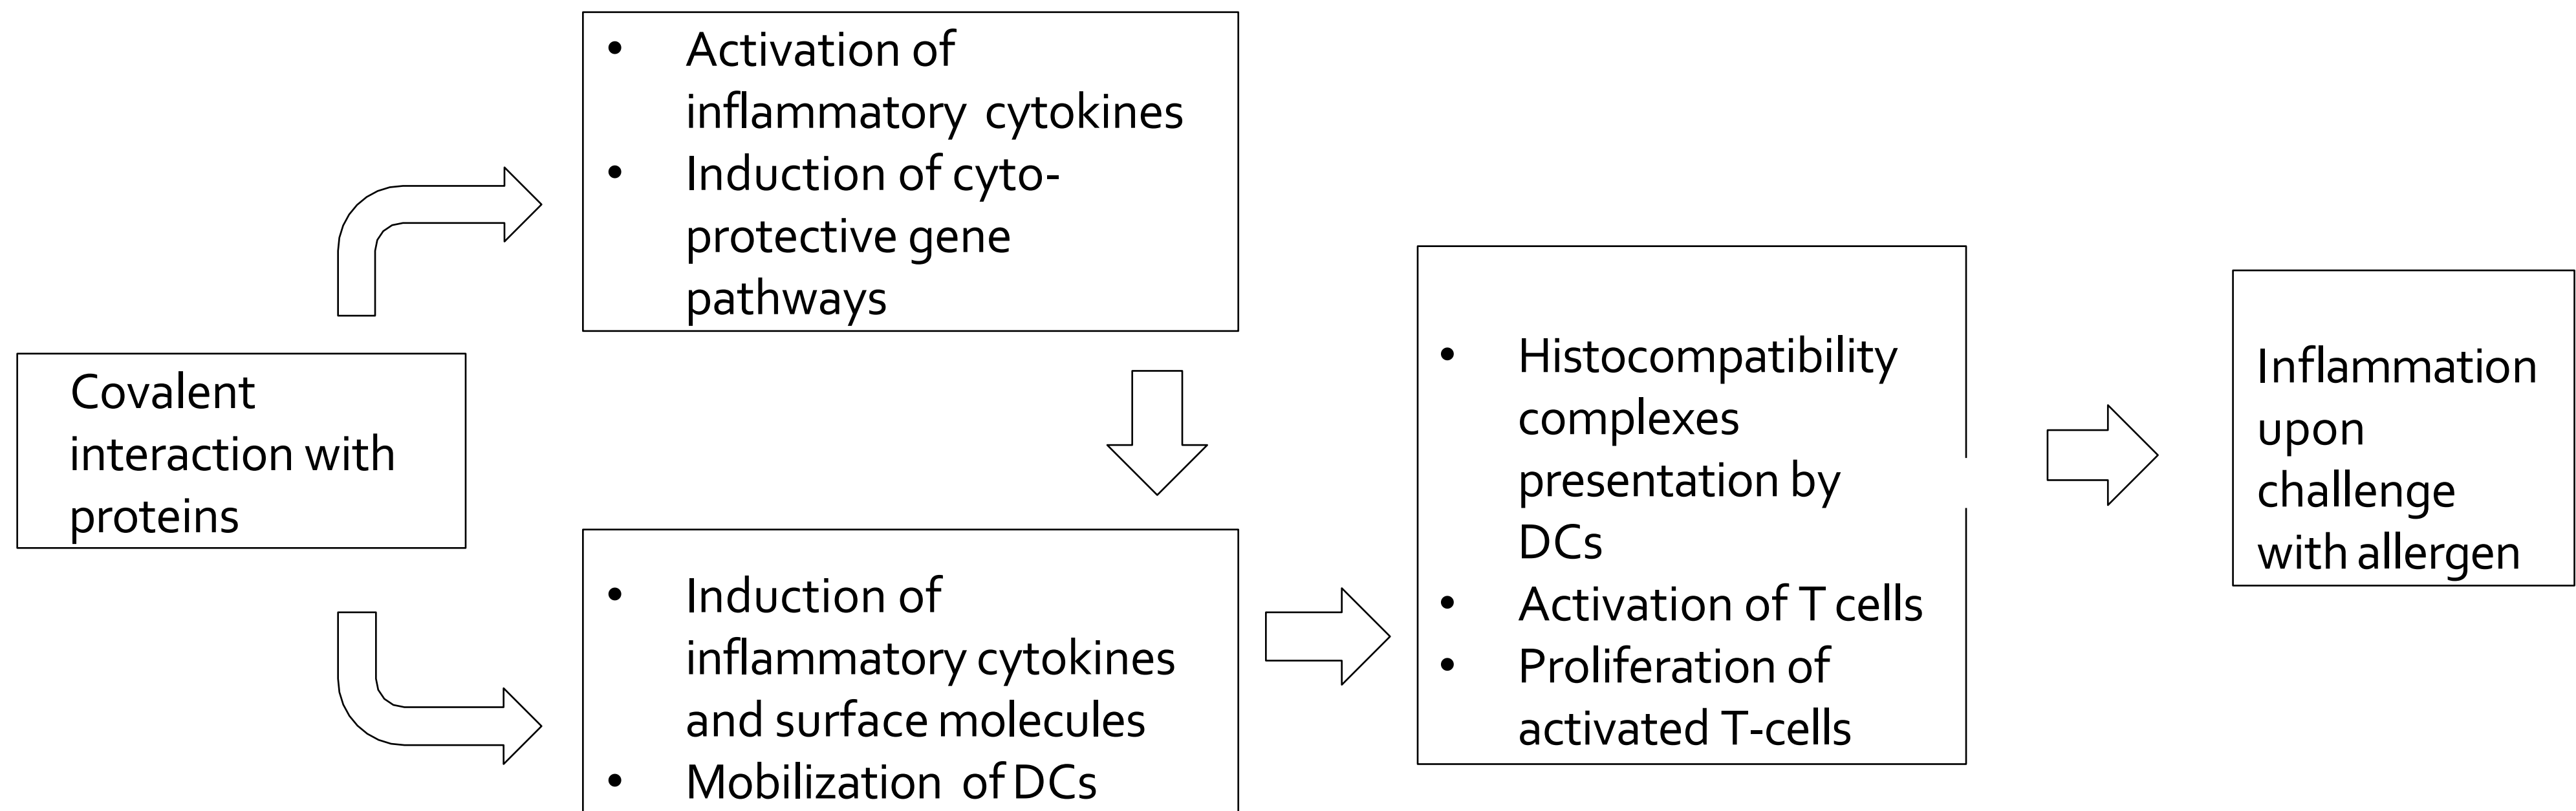 Covalent
interaction with
proteins
• Activation of
inflammatory cytokines
• Induction of cyto-
protective gene
pathways
• Induction of
inflammatory cytokines
and surface molecules
• Mobilization of DCs
• Histocompatibility
complexes
presentation by
DCs
• Activation of T cells
• Proliferation of
activated T-cells
Inflammation
upon
challenge
with allergen